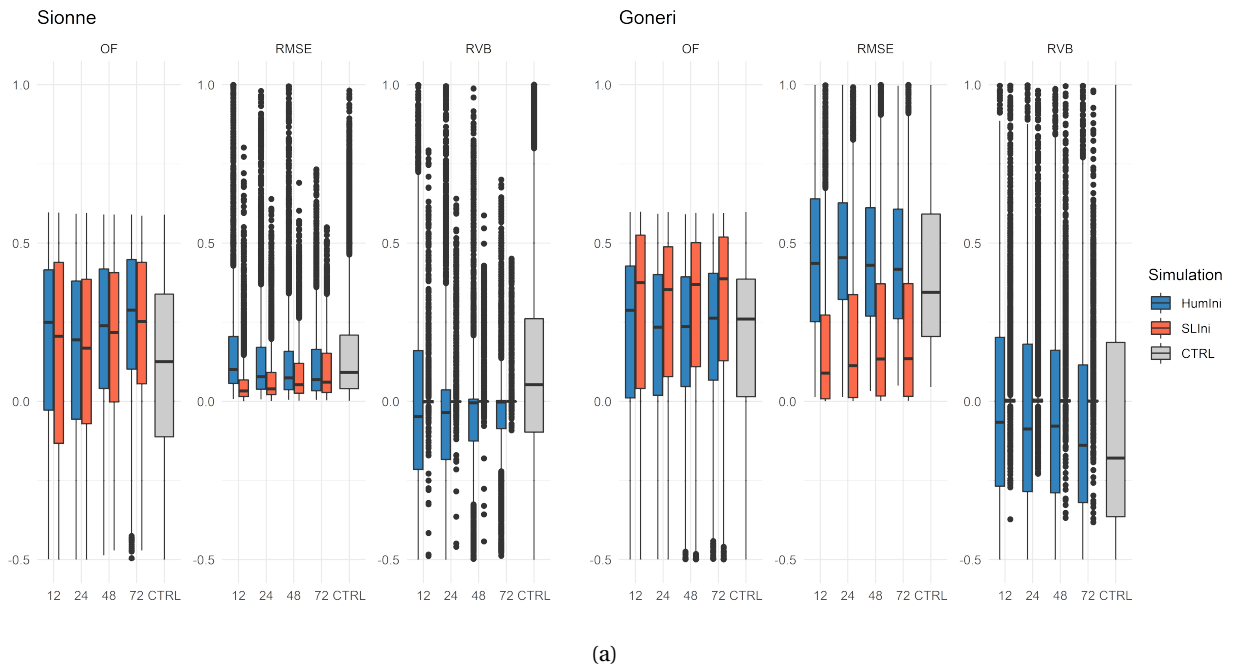 Sionne
Goneri
OF RMSE RVB OF RMSE RVB
1.0 1.0 1.0 1.0 1.0 1.0
0.5 0.5 0.5 0.5 0.5 0.5
Simulation
HumIni
SLIni
CTRL
0.0 0.0 0.0 0.0 0.0 0.0
-0.5 -0.5 -0.5 -0.5 -0.5 -0.5
12 24 48 72 CTRL 12 24 48 72 CTRL 12 24 48 72 CTRL 12 24 48 72 CTRL 12 24 48 72 CTRL 12 24 48 72 CTRL
(a)